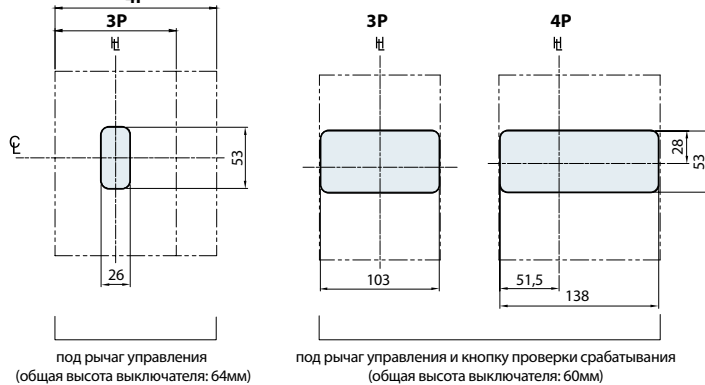 4P
3P
3P
4P
53
26
103
51,5
138
28
53
под рычаг управления
(общая высота выключателя: 64мм)
под рычаг управления и кнопку проверки срабатывания
(общая высота выключателя: 60мм)